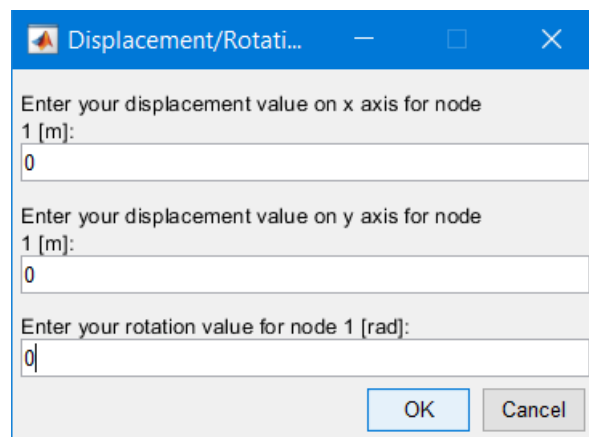 Displacement/Rotati...
Enter your displacement value on x axis for node
1 [m]:
0
Enter your displacement value on y axis for node
1 [m]:
0
Enter your rotation value for node 1 [rad]:
0
OK Cancel